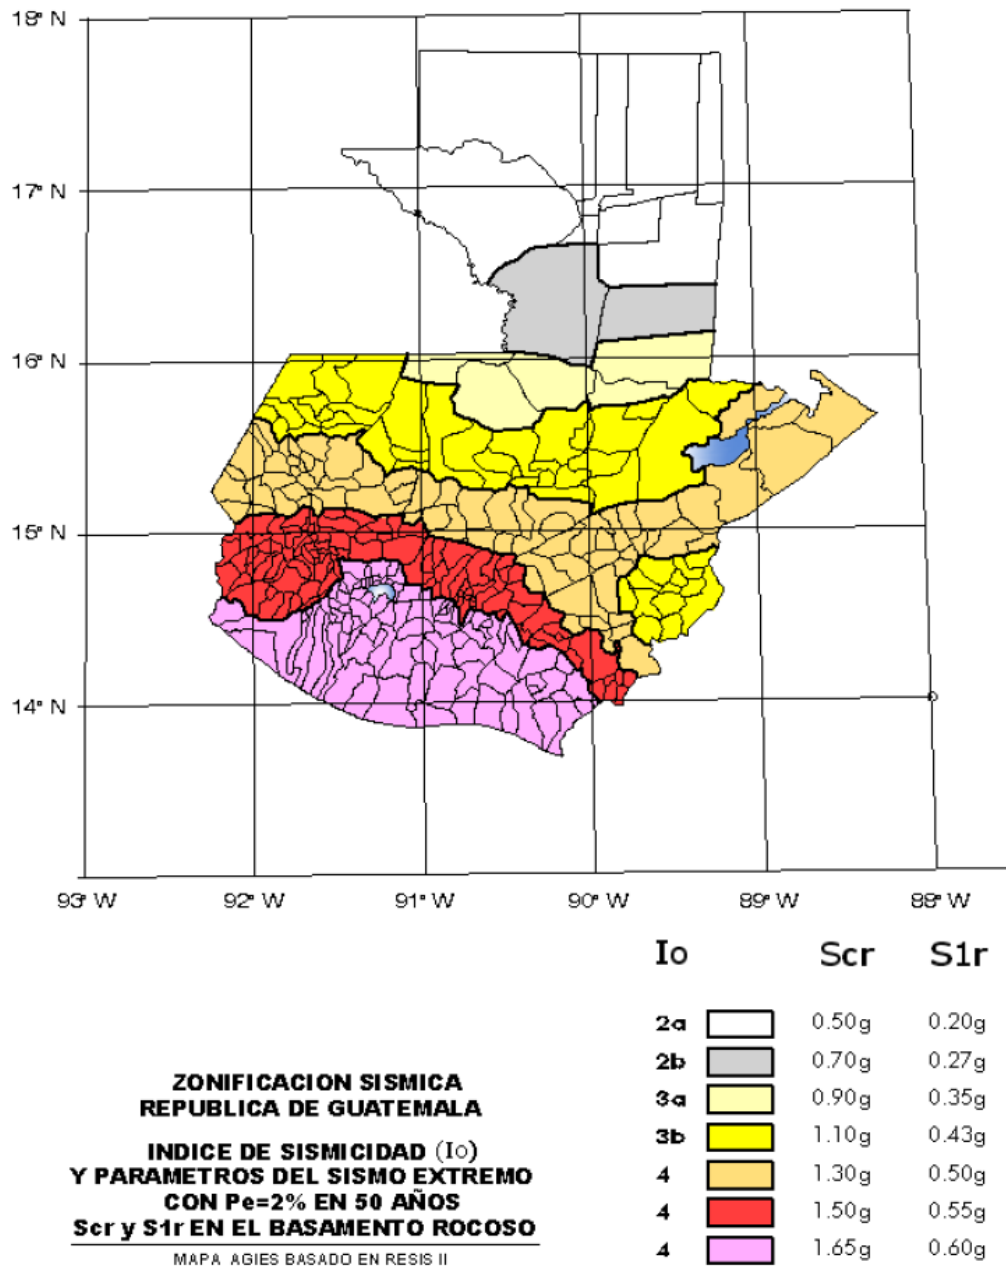 18° N
17° N
16° N
15° N
14° N
93° W 92° W 91° W 90° W 89° W 88° W
Io Scr S1r
2a 0.50g 0.20g
2b 0.70g 0.27g
3a 0.90g 0.35g
3b 1.10g 0.43g
4 1.30g 0.50g
4 1.50g 0.55g
4 1.65g 0.60g
ZONIFICACION SISMICA
REPUBLICA DE GUATEMALA
INDICE DE SISMICIDAD (Io)
Y PARAMETROS DEL SISMO EXTREMO
CON Pe=2% EN 50 AÑOS
Scr y S1r EN EL BASAMENTO ROCOSO
MAPA AGIES BASADO EN RESIS II